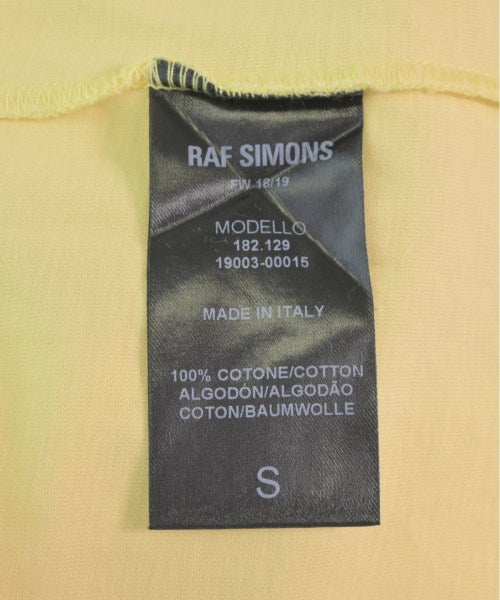 RAF SIMONS
FW 18/19
MODELLO
182.129
19003-00015
MADE IN ITALY
100% COTONE/COTTON
ALGODÓN/ALGODÃO
COTON/BAUMWOLLE
S